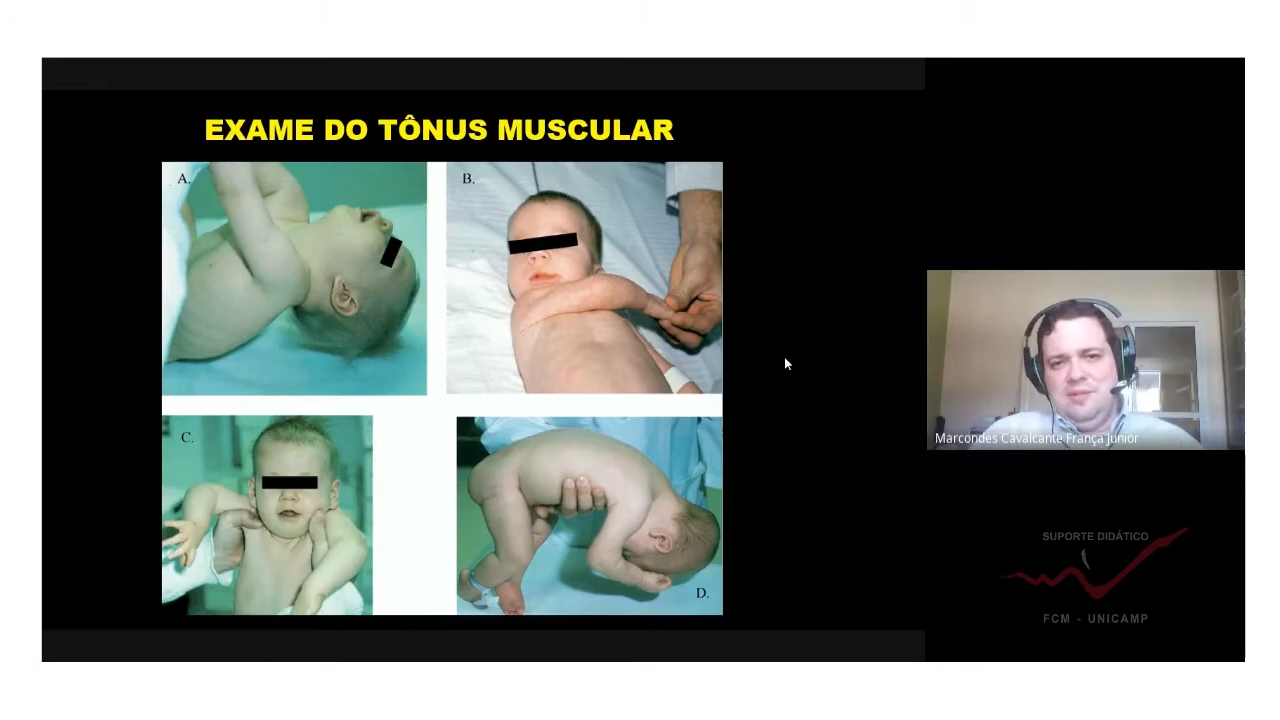 EXAME DO TÔNUS MUSCULAR
A.
B.
C.
D.
Marcondes Cavalcante França Junior
SUPORTE DIDÁTICO
FCM - UNICAMP